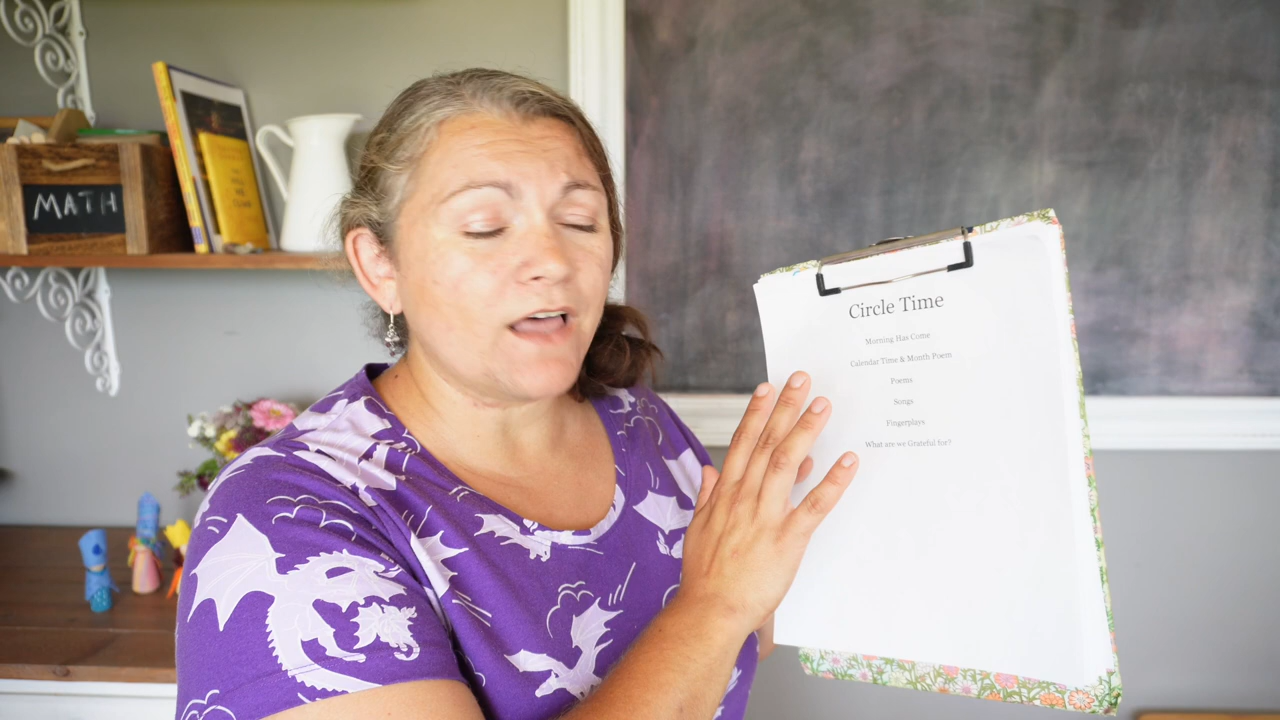 MATH
Circle Time
Morning Has Come
Calendar Time & Month Poem
Poems
Songs
Fingerplays
What are we Grateful for?